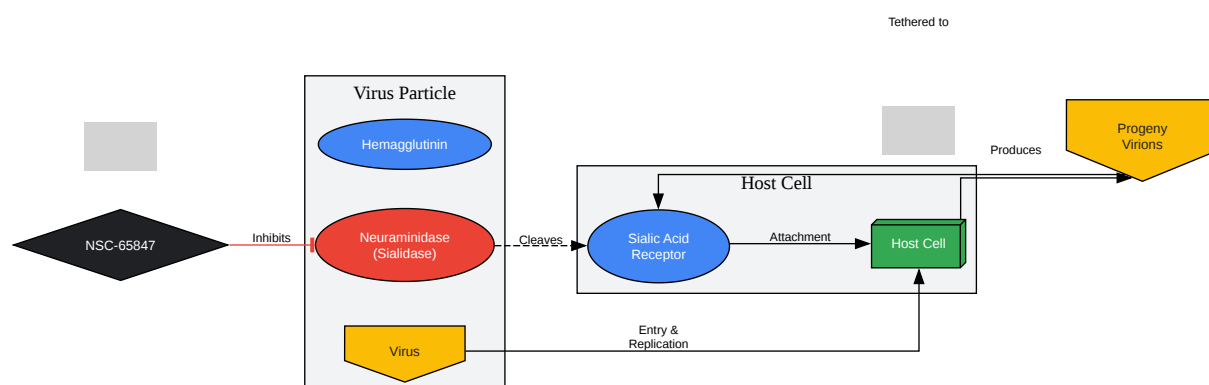 Tethered to
Virus Particle
Hemagglutinin
Progeny
Virions
Produces
Host Cell
NSC-65847
Inhibits
Neuraminidase
(Sialidase)
Cleaves
Sialic Acid
Receptor
Attachment
Host Cell
Entry &
Replication
Virus